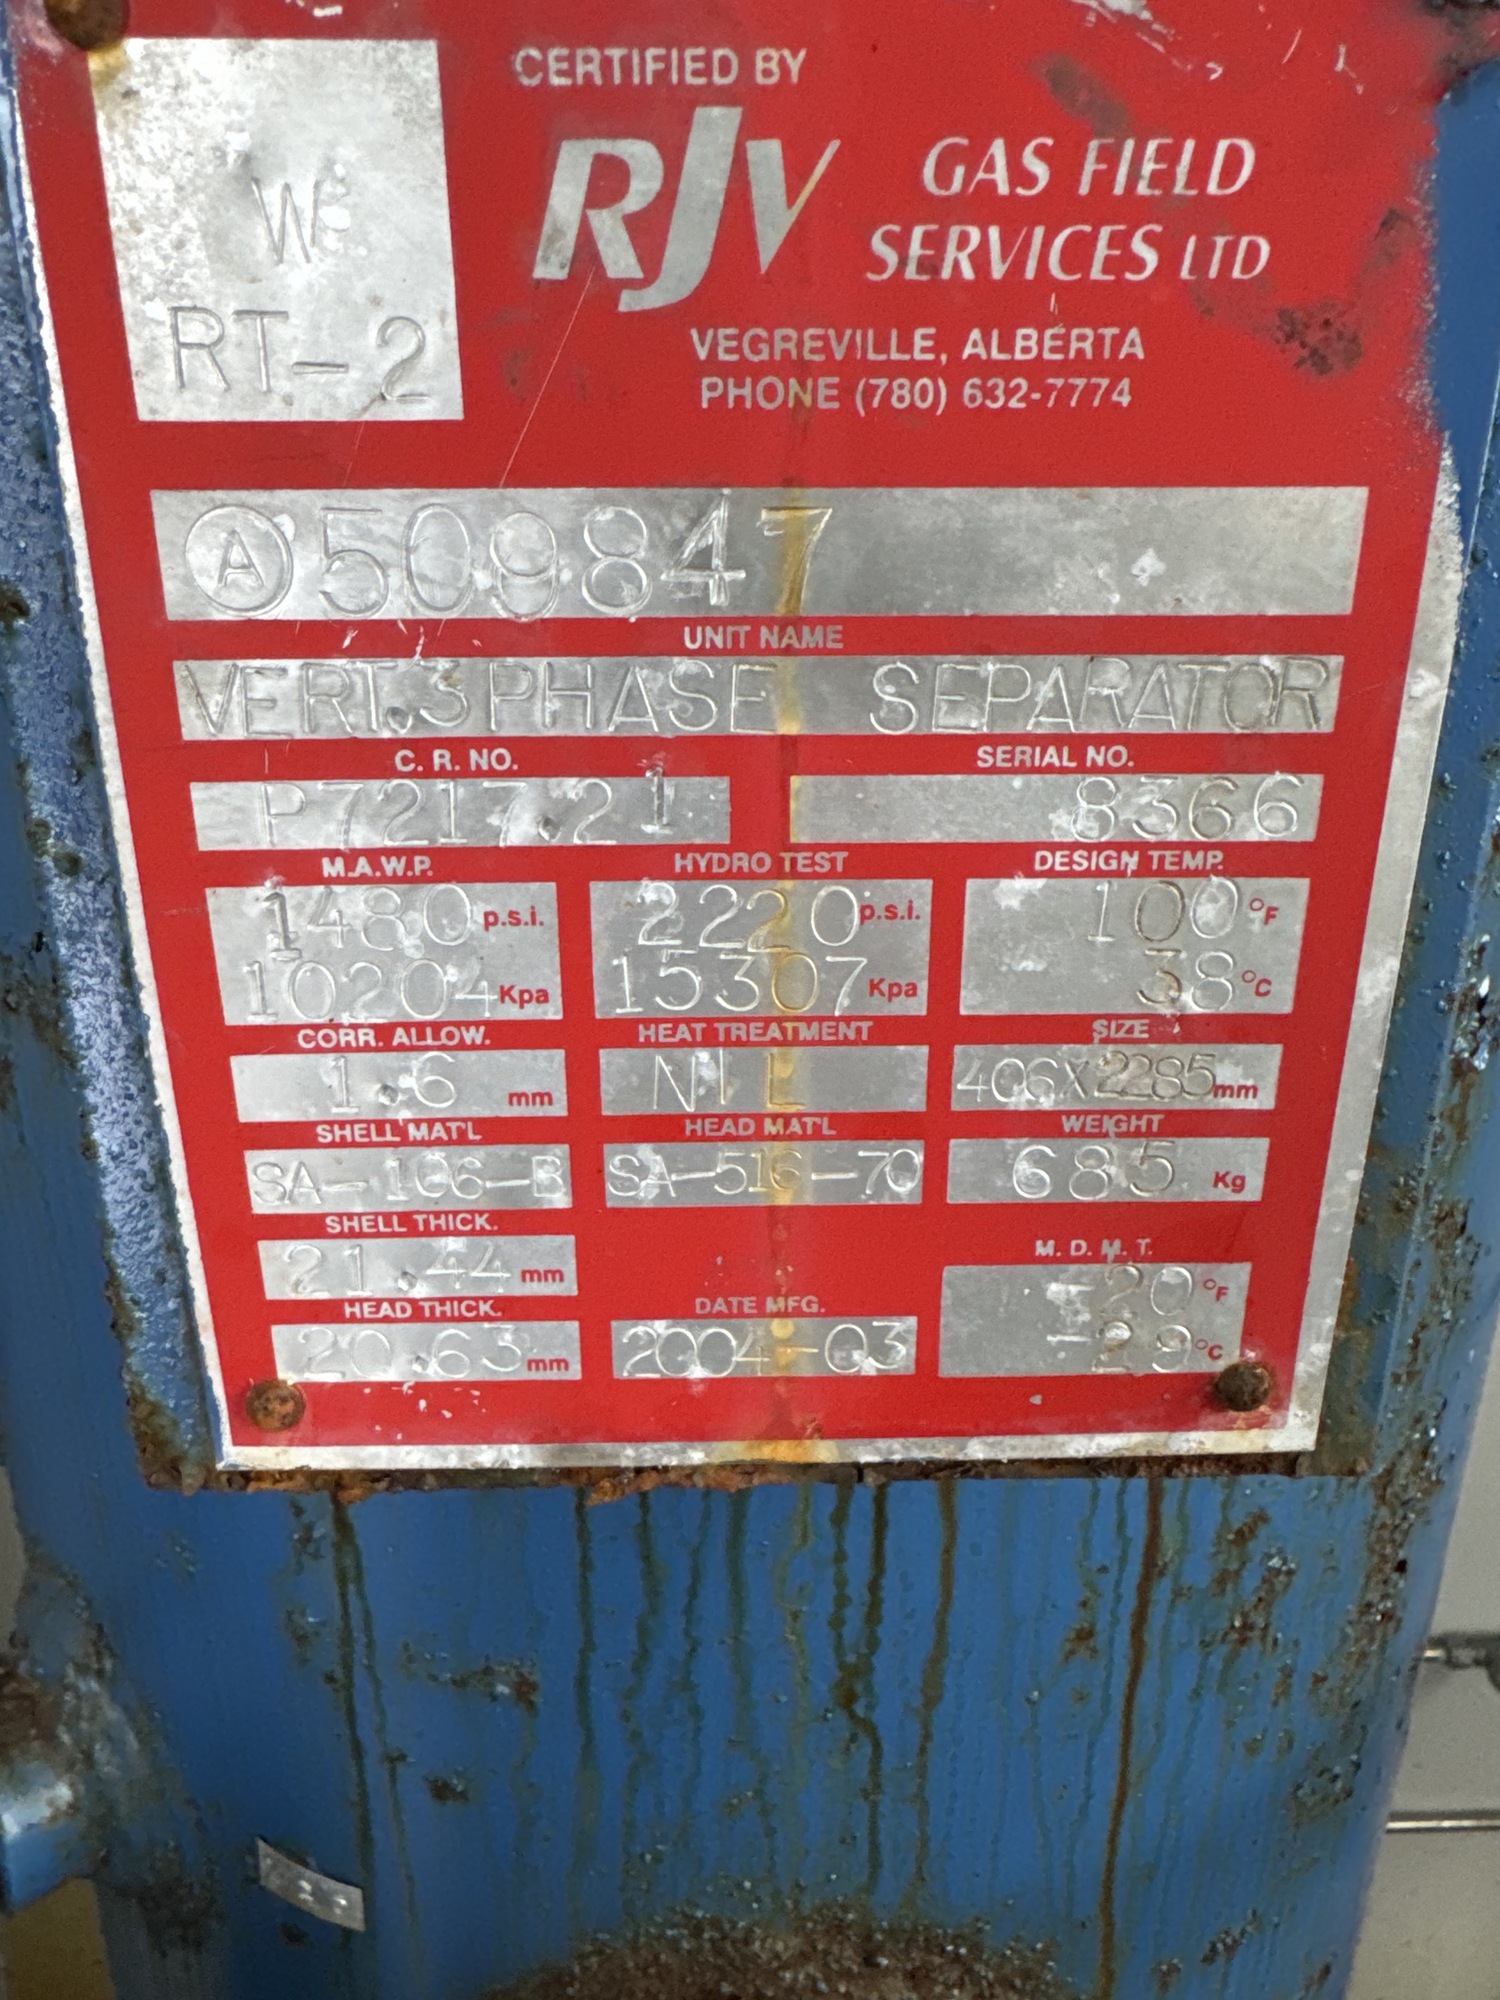 CERTIFIED BY
RJV GAS FIELD
SERVICES LTD
VEGREVILLE, ALBERTA
PHONE (780) 632-7774
W
RT-2
A 509847
UNIT NAME
VERT. 3 PHASE SEPARATOR
C. R. NO. SERIAL NO.
P7217.21 8366
M.A.W.P. HYDRO TEST DESIGN TEMP.
1480 p.s.i. 2220 p.s.i. 100 °F
10204 Kpa 15307 Kpa 38 °C
CORR. ALLOW. HEAT TREATMENT SIZE
1.6 mm NIL 406X2285 mm
SHELL MAT'L HEAD MAT'L WEIGHT
SA-106-B SA-516-70 685 Kg
SHELL THICK. M. D. M. T.
21.44 mm -20 °F
HEAD THICK. DATE MFG.
20.63 mm 2004-03 -29 °C